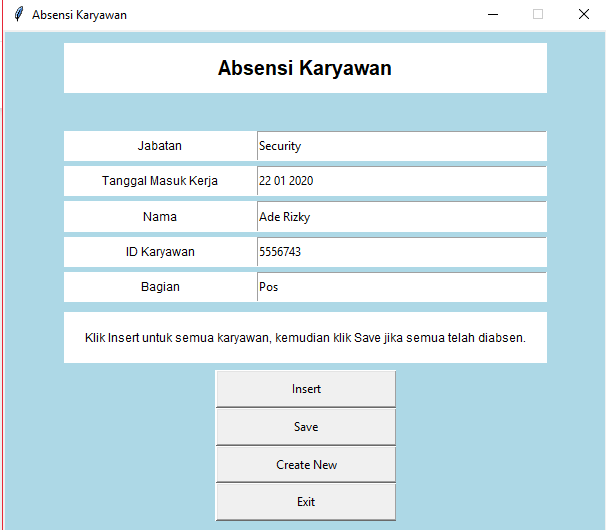 Absensi Karyawan
Absensi Karyawan
Jabatan Security
Tanggal Masuk Kerja 22 01 2020
Nama Ade Rizky
ID Karyawan 5556743
Bagian Pos
Klik Insert untuk semua karyawan, kemudian klik Save jika semua telah diabsen.
Insert
Save
Create New
Exit